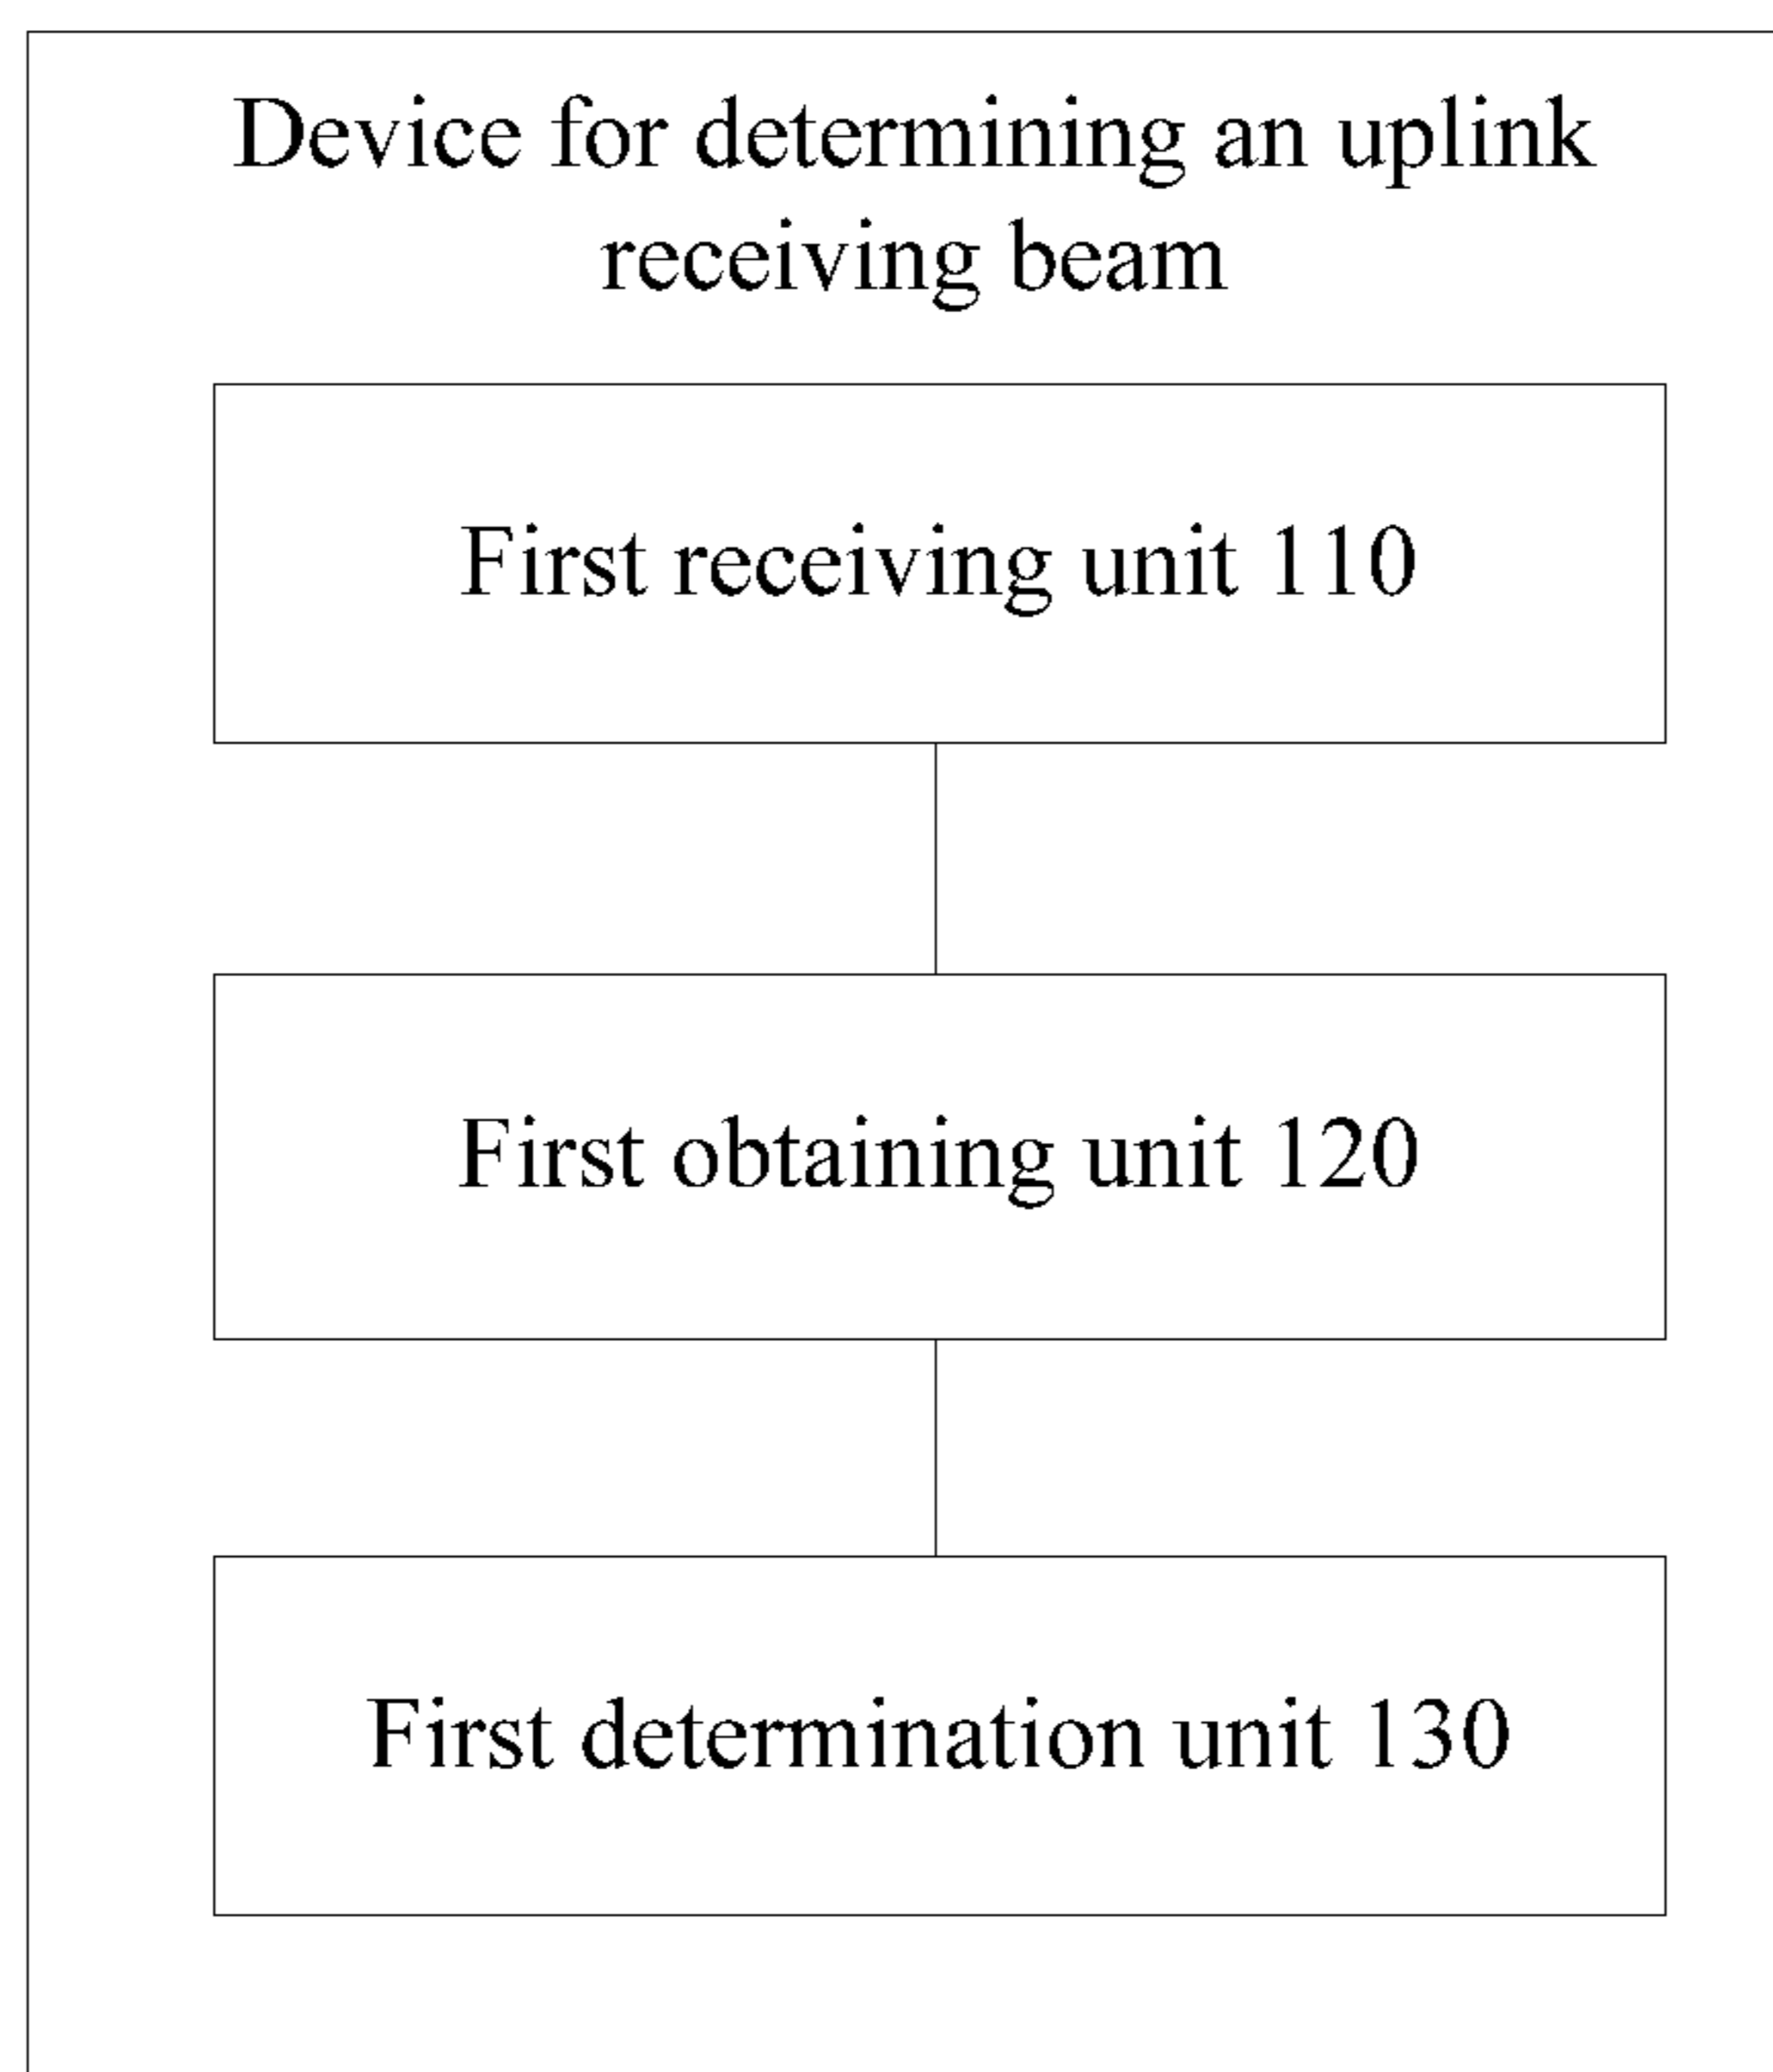 Device for determining an uplink
receiving beam
First receiving unit 110
First obtaining unit 120
First determination unit 130